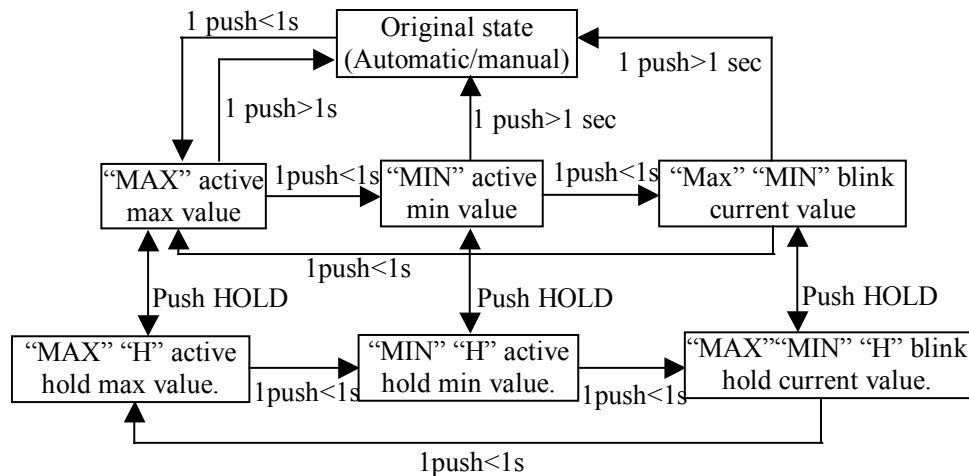 1 push<1s
Original state
(Automatic/manual)
1 push>1 sec
1 push>1s
1 push>1 sec
“MAX” active
max value
1push<1s
“MIN” active
min value
1push<1s
“Max” “MIN” blink
current value
1push<1s
Push HOLD
Push HOLD
Push HOLD
“MAX” “H” active
hold max value.
1push<1s
“MIN” “H” active
hold min value.
1push<1s
“MAX”“MIN” “H” blink
hold current value.
1push<1s